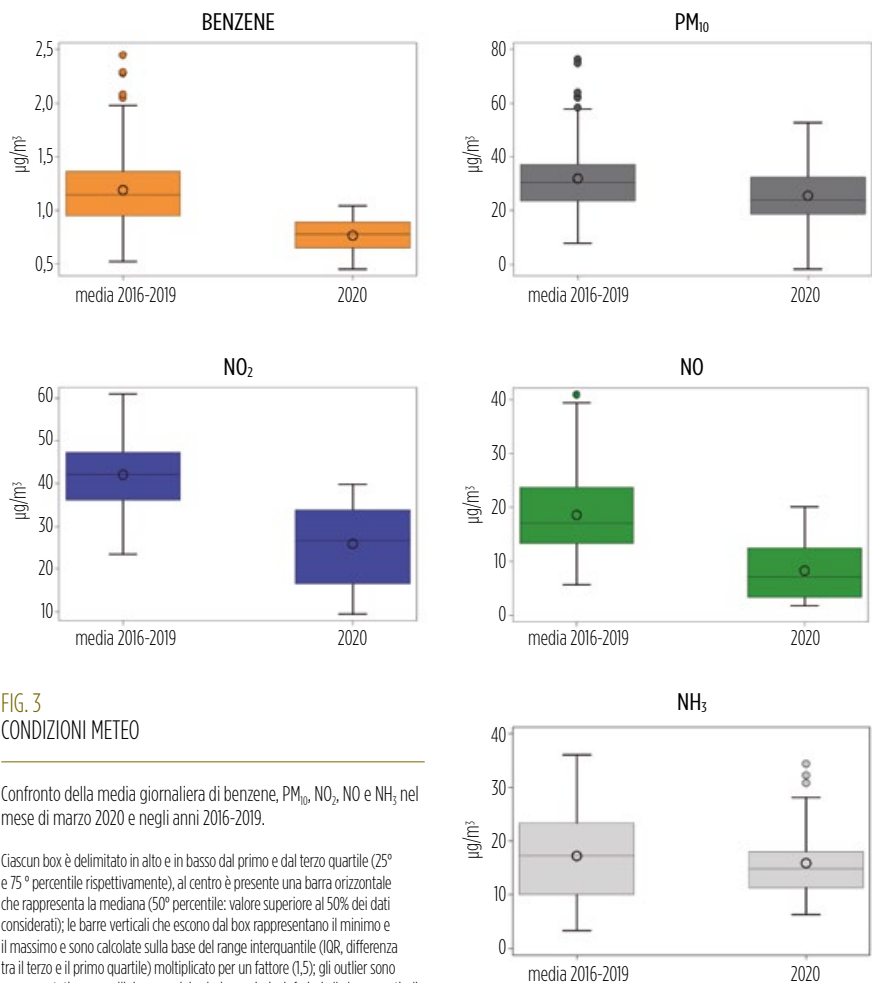 BENZENE
µg/m³
2,5
2,0
1,5
1,0
0,5
media 2016-2019
2020
PM₁₀
µg/m³
80
60
40
20
0
media 2016-2019
2020
NO₂
µg/m³
60
50
40
30
20
10
media 2016-2019
2020
NO
µg/m³
40
30
20
10
0
media 2016-2019
2020
FIG. 3
CONDIZIONI METEO
Confronto della media giornaliera di benzene, PM₁₀, NO₂, NO e NH₃ nel
mese di marzo 2020 e negli anni 2016-2019.
Ciascun box è delimitato in alto e in basso dal primo e dal terzo quartile (25°
e 75 ° percentile rispettivamente), al centro è presente una barra orizzontale
che rappresenta la mediana (50° percentile: valore superiore al 50% dei dati
considerati); le barre verticali che escono dal box rappresentano il minimo e
il massimo e sono calcolate sulla base del range interquantile (IQR, differenza
tra il terzo e il primo quartile) moltiplicato per un fattore (1,5); gli outlier sono
NH₃
µg/m³
40
30
20
10
0
media 2016-2019
2020